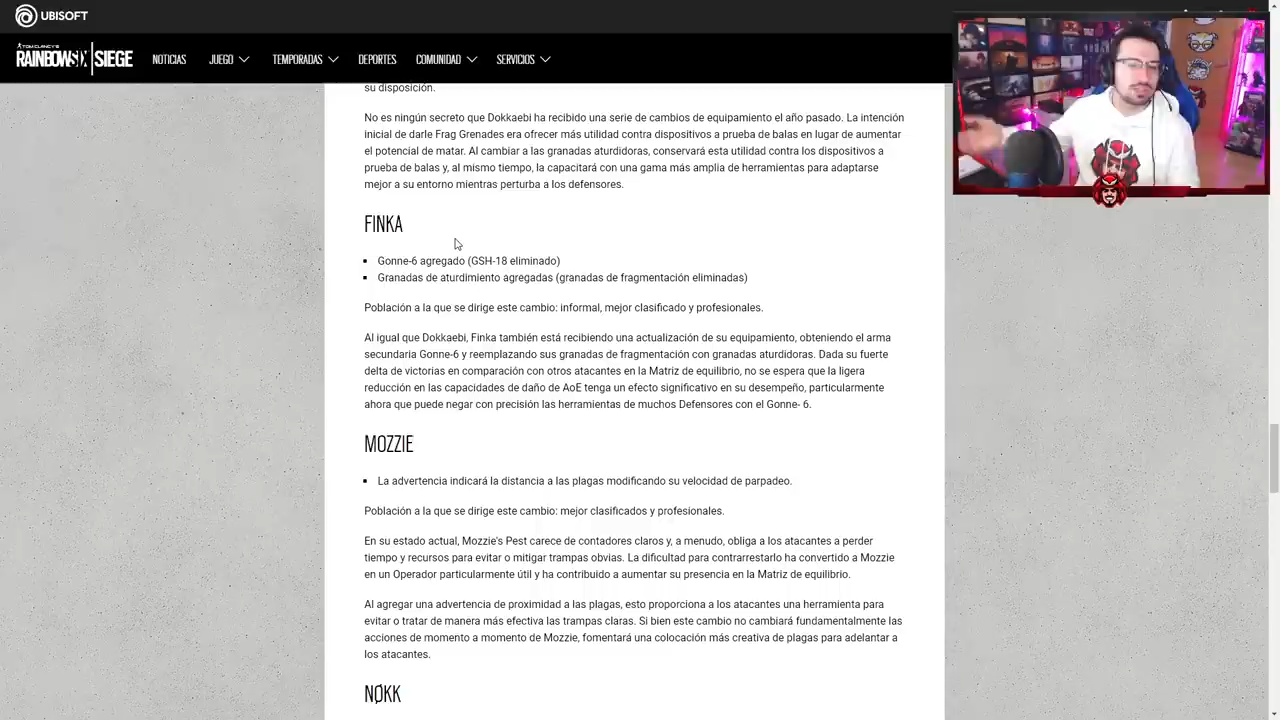 UBISOFT
TOM CLANCY'S
RAINBOWSIX|SIEGE
NOTICIAS
JUEGO
TEMPORADAS
DEPORTES
COMUNIDAD
SERVICIOS
su disposición.
No es ningún secreto que Dokkaebi ha recibido una serie de cambios de equipamiento el año pasado. La intención
inicial de darle Frag Grenades era ofrecer más utilidad contra dispositivos a prueba de balas en lugar de aumentar
el potencial de matar. Al cambiar a las granadas aturdidoras, conservará esta utilidad contra los dispositivos a
prueba de balas y, al mismo tiempo, la capacitará con una gama más amplia de herramientas para adaptarse
mejor a su entorno mientras perturba a los defensores.
FINKA
Gonne-6 agregado (GSH-18 eliminado)
Granadas de aturdimiento agregadas (granadas de fragmentación eliminadas)
Población a la que se dirige este cambio: informal, mejor clasificado y profesionales.
Al igual que Dokkaebi, Finka también está recibiendo una actualización de su equipamiento, obteniendo el arma
secundaria Gonne-6 y reemplazando sus granadas de fragmentación con granadas aturdidoras. Dada su fuerte
delta de victorias en comparación con otros atacantes en la Matriz de equilibrio, no se espera que la ligera
reducción en las capacidades de daño de AoE tenga un efecto significativo en su desempeño, particularmente
ahora que puede negar con precisión las herramientas de muchos Defensores con el Gonne- 6.
MOZZIE
La advertencia indicará la distancia a las plagas modificando su velocidad de parpadeo.
Población a la que se dirige este cambio: mejor clasificados y profesionales.
En su estado actual, Mozzie's Pest carece de contadores claros y, a menudo, obliga a los atacantes a perder
tiempo y recursos para evitar o mitigar trampas obvias. La dificultad para contrarrestarlo ha convertido a Mozzie
en un Operador particularmente útil y ha contribuido a aumentar su presencia en la Matriz de equilibrio.
Al agregar una advertencia de proximidad a las plagas, esto proporciona a los atacantes una herramienta para
evitar o tratar de manera más efectiva las trampas claras. Si bien este cambio no cambiará fundamentalmente las
acciones de momento a momento de Mozzie, fomentará una colocación más creativa de plagas para adelantar a
los atacantes.
NØKK